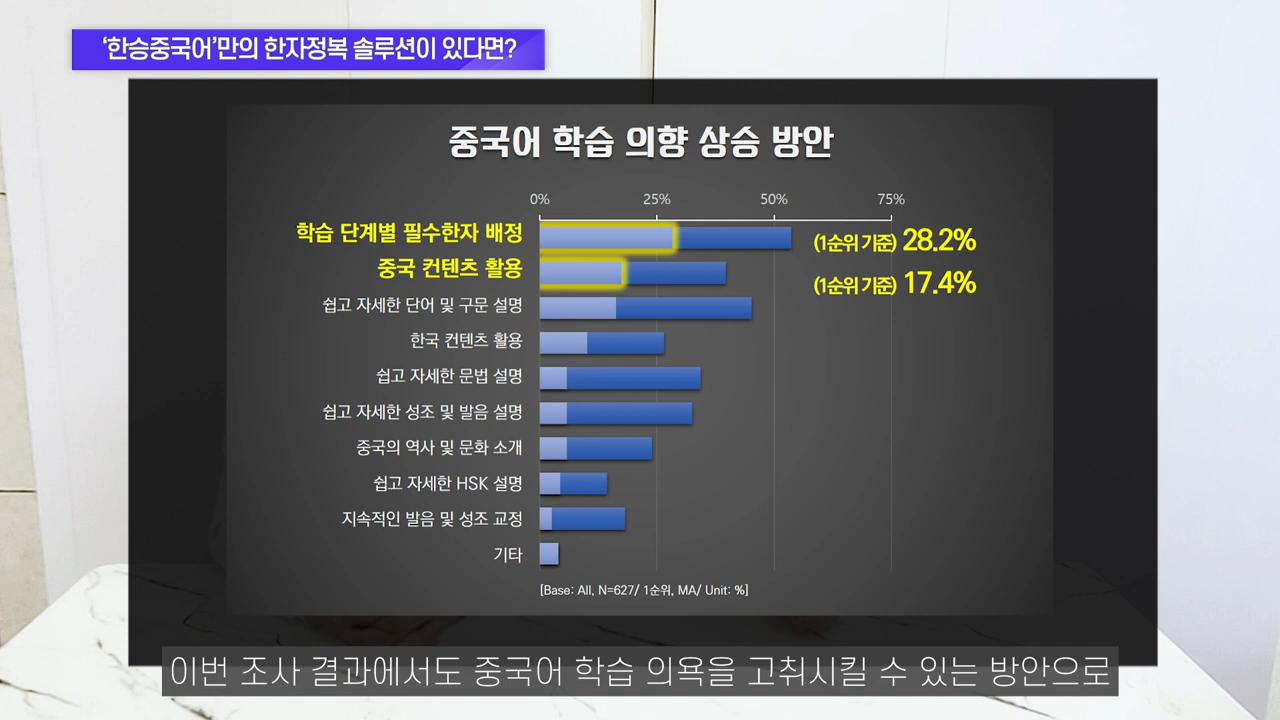 ‘한승중국어’만의 한자정복 솔루션이 있다면?
중국어 학습 의향 상승 방안
0% 25% 50% 75%
학습 단계별 필수한자 배정 (1순위 기준) 28.2%
중국 컨텐츠 활용 (1순위 기준) 17.4%
쉽고 자세한 단어 및 구문 설명
한국 컨텐츠 활용
쉽고 자세한 문법 설명
쉽고 자세한 성조 및 발음 설명
중국의 역사 및 문화 소개
쉽고 자세한 HSK 설명
지속적인 발음 및 성조 교정
기타
[Base: All, N=627/ 1순위, MA/ Unit: %]
이번 조사 결과에서도 중국어 학습 의욕을 고취시킬 수 있는 방안으로